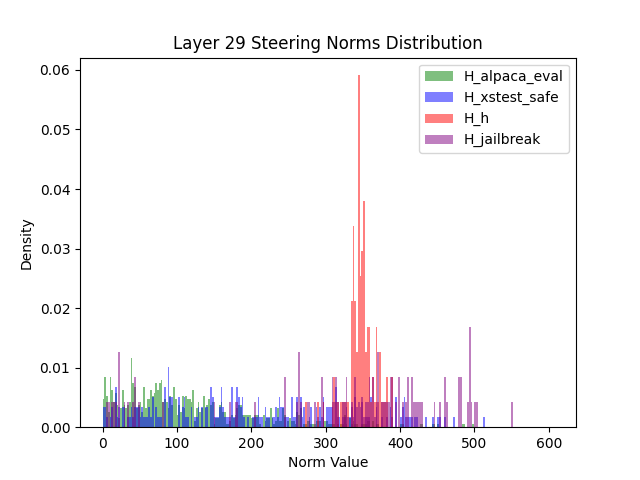 Layer 29 Steering Norms Distribution
H_alpaca_eval
H_xstest_safe
H_h
H_jailbreak
0.06
0.05
0.04
0.03
0.02
0.01
0.00
Density
0 100 200 300 400 500 600
Norm Value